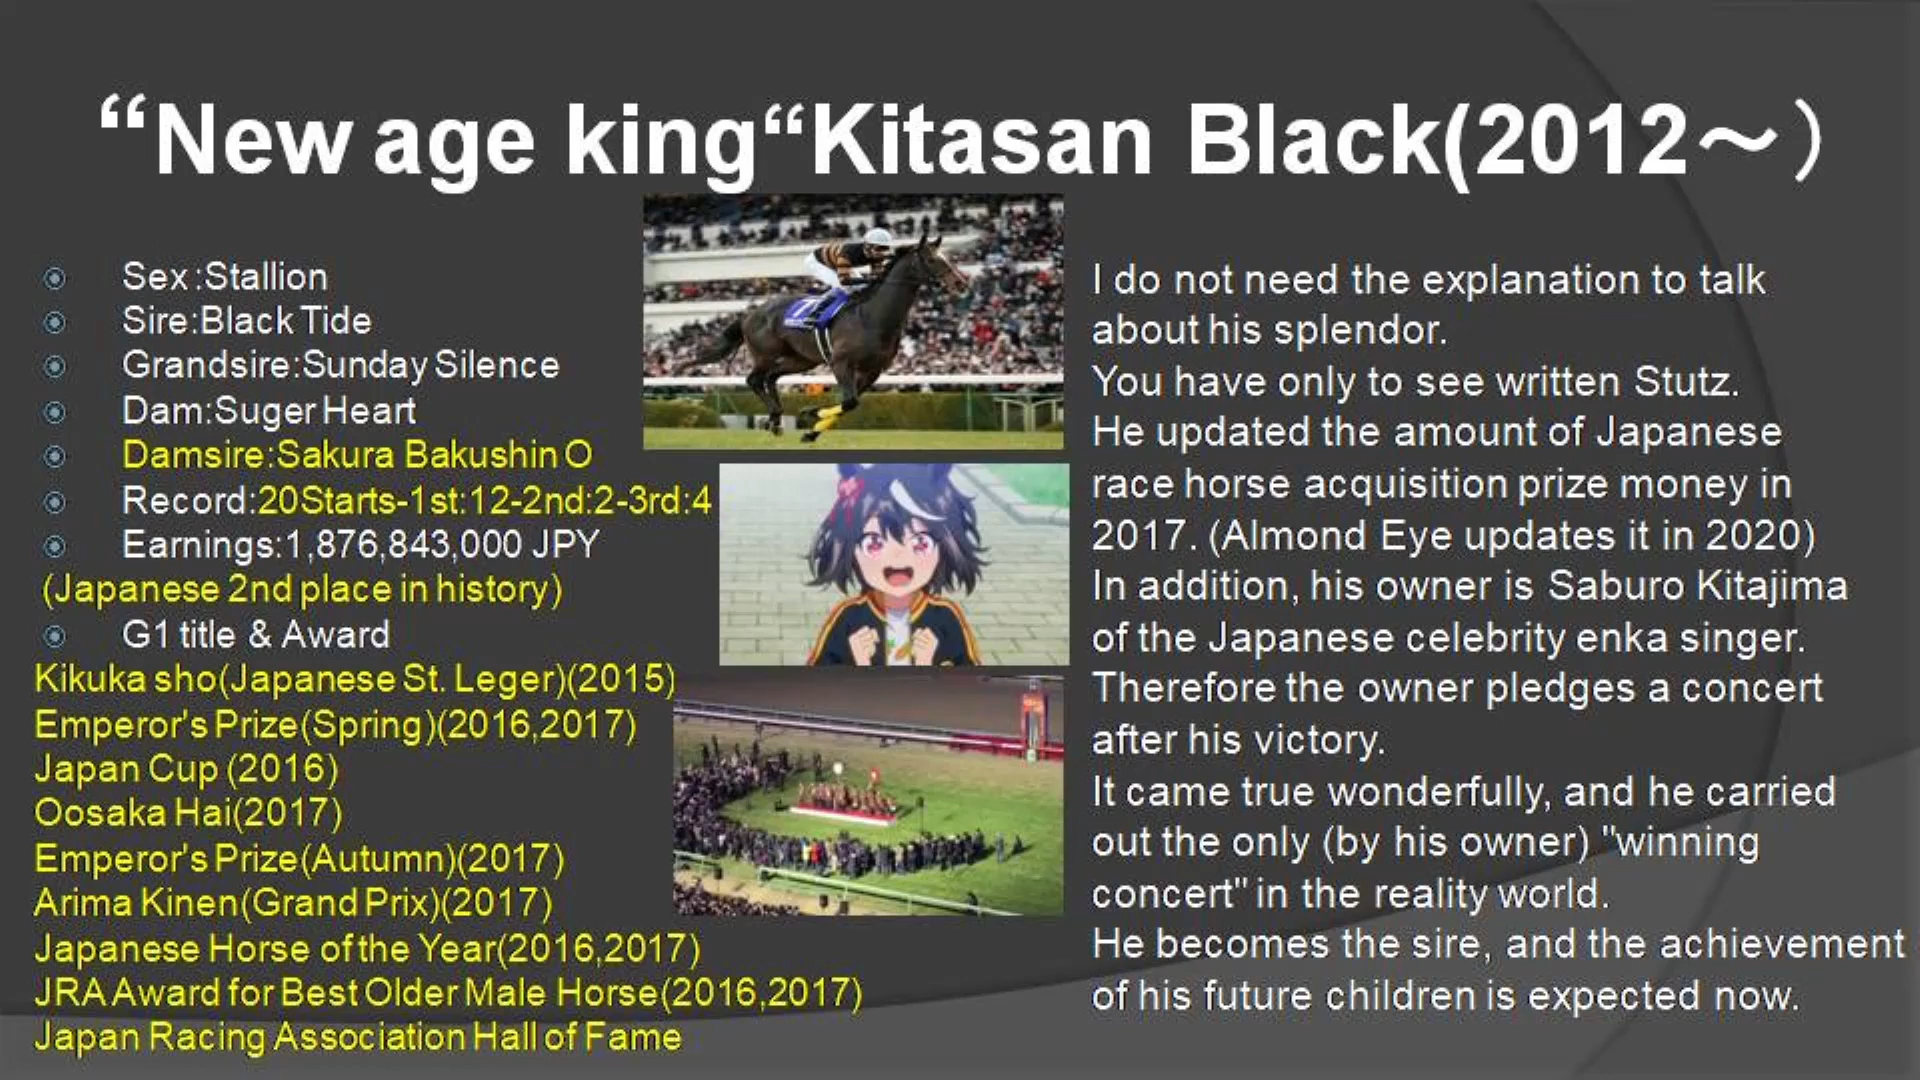 “New age king“Kitasan Black(2012～）
Sex:Stallion
Sire:Black Tide
Grandsire:Sunday Silence
Dam:Suger Heart
Damsire:Sakura Bakushin O
Record:20Starts-1st:12-2nd:2-3rd:4
Earnings:1,876,843,000 JPY
(Japanese 2nd place in history)
G1 title & Award
Kikuka sho(Japanese St. Leger)(2015)
Emperor's Prize(Spring)(2016,2017)
Japan Cup (2016)
Oosaka Hai(2017)
Emperor's Prize(Autumn)(2017)
Arima Kinen(Grand Prix)(2017)
Japanese Horse of the Year(2016,2017)
JRA Award for Best Older Male Horse(2016,2017)
Japan Racing Association Hall of Fame
7
I do not need the explanation to talk
about his splendor.
You have only to see written Stutz.
He updated the amount of Japanese
race horse acquisition prize money in
2017. (Almond Eye updates it in 2020)
In addition, his owner is Saburo Kitajima
of the Japanese celebrity enka singer.
Therefore the owner pledges a concert
after his victory.
It came true wonderfully, and he carried
out the only (by his owner) "winning
concert" in the reality world.
He becomes the sire, and the achievement
of his future children is expected now.